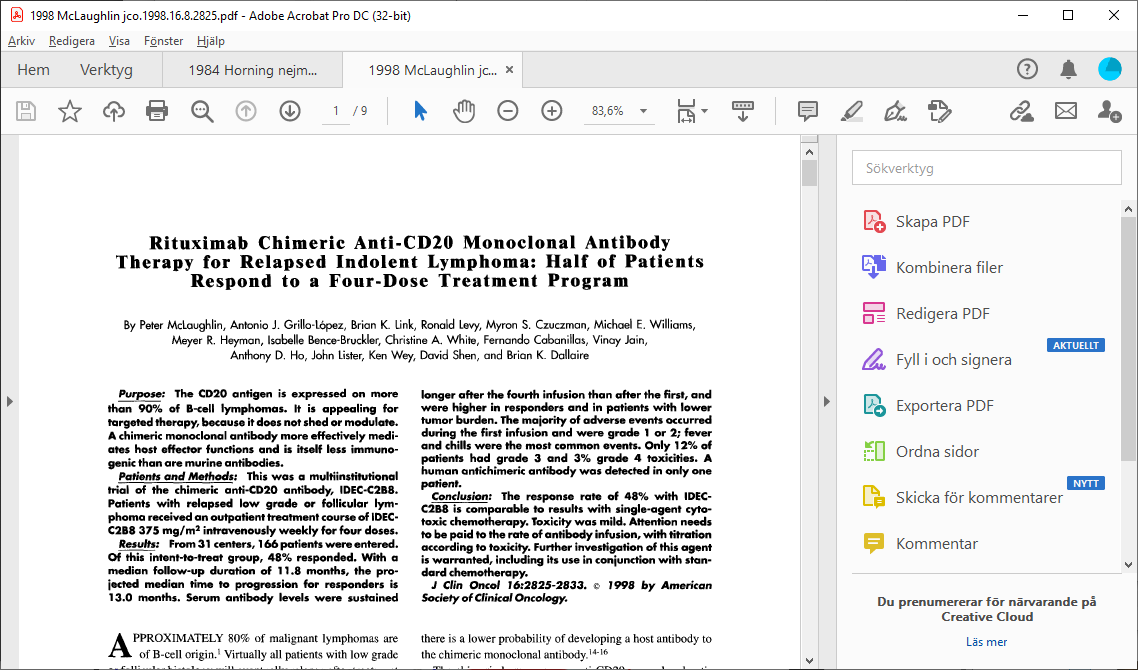 1998 McLaughlin jco.1998.16.8.2825.pdf - Adobe Acrobat Pro DC (32-bit)
Arkiv Redigera Visa Fönster Hjälp
Hem Verktyg 1984 Horning nejm... 1998 McLaughlin jc... ×
1 / 9 83,6%
Rituximab Chimeric Anti-CD20 Monoclonal Antibody
Therapy for Relapsed Indolent Lymphoma: Half of Patients
Respond to a Four-Dose Treatment Program
By Peter McLaughlin, Antonio J. Grillo-López, Brian K. Link, Ronald Levy, Myron S. Czuczman, Michael E. Williams,
Meyer R. Heyman, Isabelle Bence-Bruckler, Christine A. White, Fernando Cabanillas, Vinay Jain,
Anthony D. Ho, John Lister, Ken Wey, David Shen, and Brian K. Dallaire
Purpose: The CD20 antigen is expressed on more
than 90% of B-cell lymphomas. It is appealing for
targeted therapy, because it does not shed or modulate.
A chimeric monoclonal antibody more effectively medi-
ates host effector functions and is itself less immuno-
genic than are murine antibodies.
Patients and Methods: This was a multiinstitutional
trial of the chimeric anti-CD20 antibody, IDEC-C2B8.
Patients with relapsed low grade or follicular lym-
phoma received an outpatient treatment course of IDEC-
C2B8 375 mg/m² intravenously weekly for four doses.
Results: From 31 centers, 166 patients were entered.
Of this intent-to-treat group, 48% responded. With a
median follow-up duration of 11.8 months, the pro-
jected median time to progression for responders is
13.0 months. Serum antibody levels were sustained
longer after the fourth infusion than after the first, and
were higher in responders and in patients with lower
tumor burden. The majority of adverse events occurred
during the first infusion and were grade 1 or 2; fever
and chills were the most common events. Only 12% of
patients had grade 3 and 3% grade 4 toxicities. A
human antichimeric antibody was detected in only one
patient.
Conclusion: The response rate of 48% with IDEC-
C2B8 is comparable to results with single-agent cyto-
toxic chemotherapy. Toxicity was mild. Attention needs
to be paid to the rate of antibody infusion, with titration
according to toxicity. Further investigation of this agent
is warranted, including its use in conjunction with stan-
dard chemotherapy.
J Clin Oncol 16:2825-2833. © 1998 by American
Society of Clinical Oncology.
APPROXIMATELY 80% of malignant lymphomas are
of B-cell origin.¹ Virtually all patients with low grade
there is a lower probability of developing a host antibody to
the chimeric monoclonal antibody.¹⁴⁻¹⁶
Sökverktyg
Skapa PDF
Kombinera filer
Redigera PDF
AKTUELLT
Fyll i och signera
Exportera PDF
Ordna sidor
NYTT
Skicka för kommentarer
Kommentar
Du prenumererar för närvarande på
Creative Cloud
Läs mer